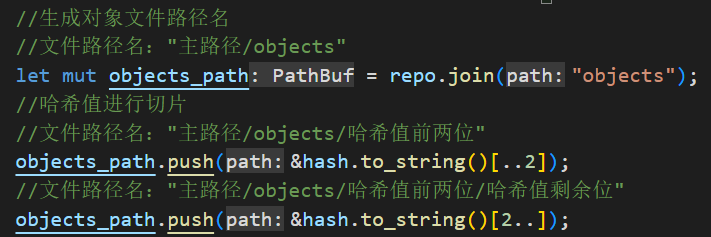 //生成对象文件路径名
//文件路径名："主路径/objects"
let mut objects_path: PathBuf = repo.join(path: "objects");
//哈希值进行切片
//文件路径名："主路径/objects/哈希值前两位"
objects_path.push(path: &hash.to_string()[..2]);
//文件路径名："主路径/objects/哈希值前两位/哈希值剩余位"
objects_path.push(path: &hash.to_string()[2..]);